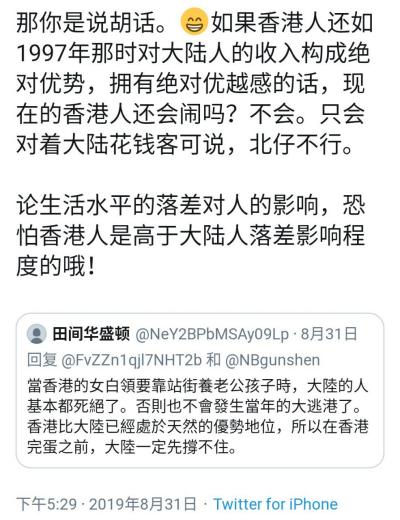 那你是说胡话。😄如果香港人还如
1997年那时对大陆人的收入构成绝
对优势，拥有绝对优越感的话，现
在的香港人还会闹吗？不会。只会
对着大陆花钱客可说，北仔不行。
论生活水平的落差对人的影响，恐
怕香港人是高于大陆人落差影响程
度的哦！
田间华盛顿 @NeY2BPbMSAy09Lp · 8月31日
回复 @FvZZn1qjl7NHT2b 和 @NBgunshen
當香港的女白領要靠站街養老公孩子時，大陸的人
基本都死絕了。否則也不會發生當年的大逃港了。
香港比大陸已經處於天然的優勢地位，所以在香港
完蛋之前，大陸一定先撐不住。
下午5:29 · 2019年8月31日 · Twitter for iPhone